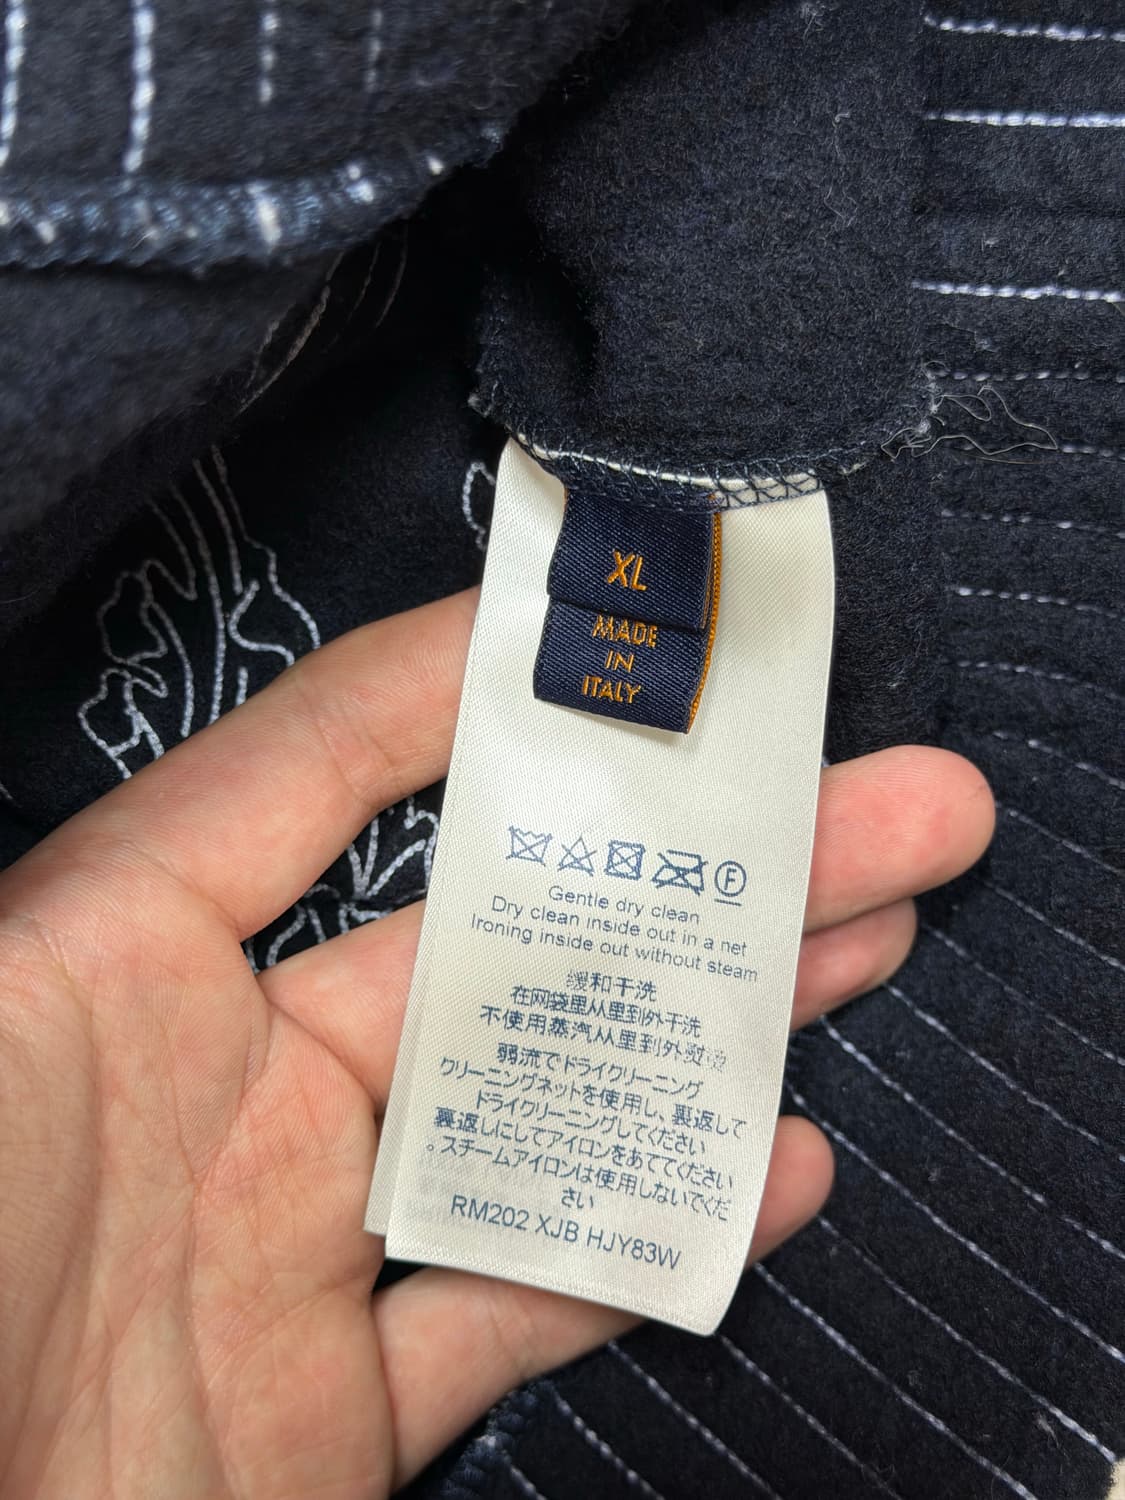 XL
MADE
IN
ITALY
F
Gentle dry clean
Dry clean inside out in a net
Ironing inside out without steam
缓和干洗
在网袋里从里到外干洗
不使用蒸汽从里到外熨烫
弱流でドライクリーニング
クリーニングネットを使用し、裏返して
ドライクリーニングしてください
裏返しにしてアイロンをあててください
。スチームアイロンは使用しないでくだ
さい
RM202 XJB HJY83W